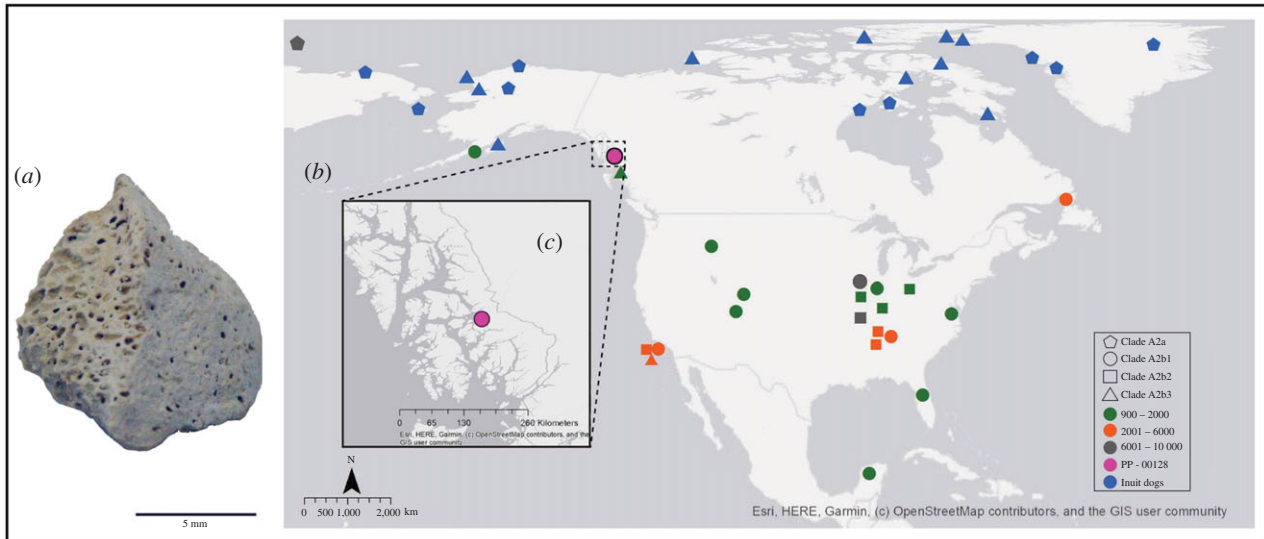 (a)
5 mm
(b)
(c)
0 65 130 260 Kilometers
Esri, HERE, Garmin, (c) OpenStreetMap contributors, and the
GIS user community
N
0 500 1,000 2,000 km
Clade A2a
Clade A2b1
Clade A2b2
Clade A2b3
900 – 2000
2001 – 6000
6001 – 10 000
PP - 00128
Inuit dogs
Esri, HERE, Garmin, (c) OpenStreetMap contributors, and the GIS user community